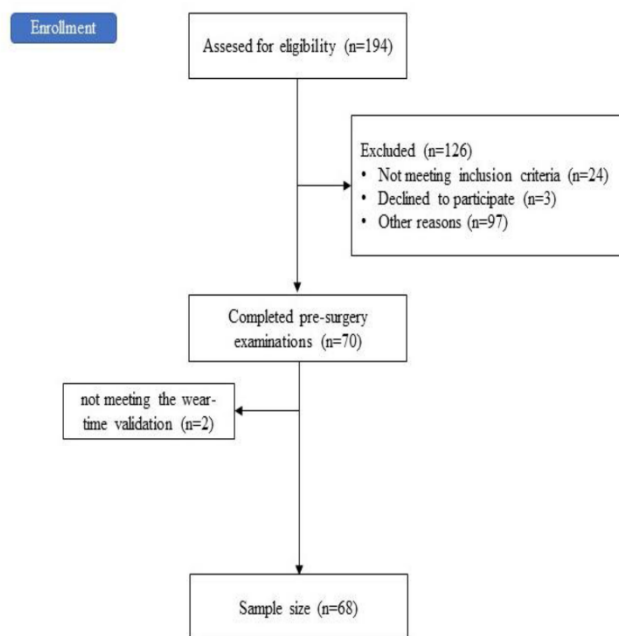 Enrollment
Assesed for eligibility (n=194)
Excluded (n=126)
• Not meeting inclusion criteria (n=24)
• Declined to participate (n=3)
• Other reasons (n=97)
Completed pre-surgery
examinations (n=70)
not meeting the wear-
time validation (n=2)
Sample size (n=68)